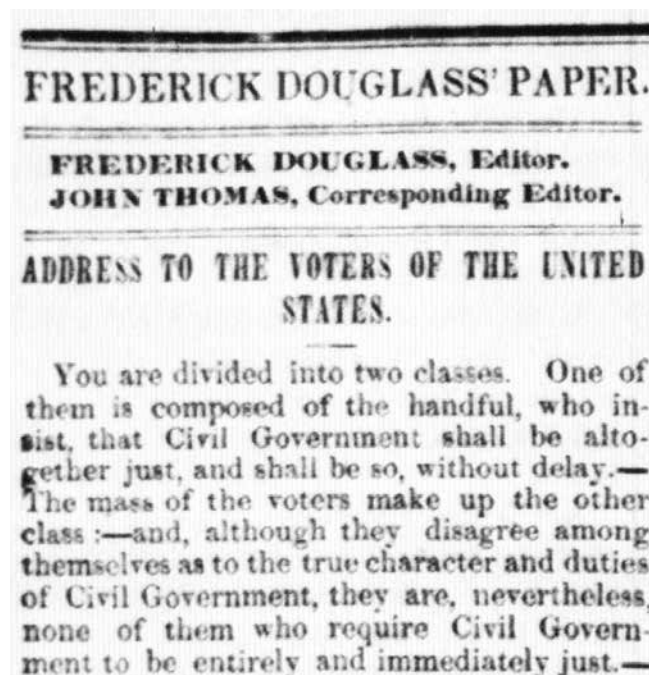 FREDERICK DOUGLASS' PAPER.
FREDERICK DOUGLASS, Editor.
JOHN THOMAS, Corresponding Editor.
ADDRESS TO THE VOTERS OF THE UNITED
STATES.
You are divided into two classes. One of
them is composed of the handful, who in-
sist, that Civil Government shall be alto-
gether just, and shall be so, without delay.—
The mass of the voters make up the other
class :—and, although they disagree among
themselves as to the true character and duties
of Civil Government, they are, nevertheless,
none of them who require Civil Govern-
ment to be entirely and immediately just.—